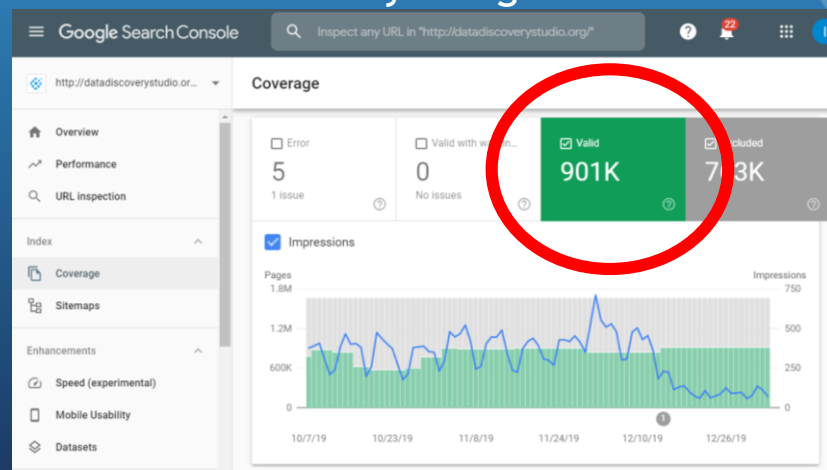 Google Search Console
Inspect any URL in "http://datadiscoverystudio.org/"
22
http://datadiscoverystudio.or...
Coverage
Overview
Performance
URL inspection
Index
Coverage
Sitemaps
Enhancements
Speed (experimental)
Mobile Usability
Datasets
Error
5
1 issue
Valid with
0
No issues
Valid
901K
Impressions
Pages
Impressions
1.8M
750
1.2M
500
600K
250
0
0
1
10/7/19
10/23/19
11/8/19
11/24/19
12/10/19
12/26/19